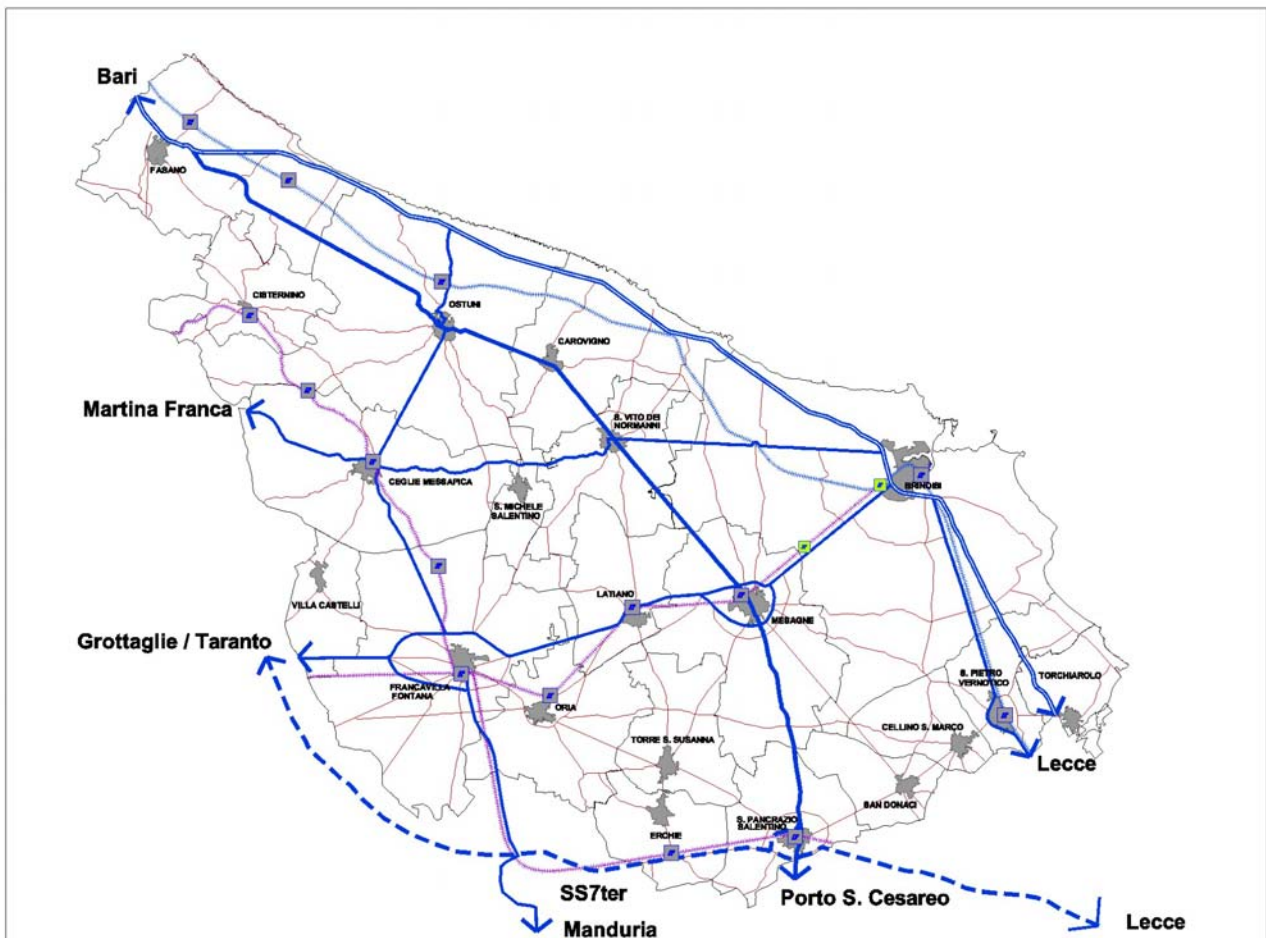 Bari
FASANO
CISTERNINO
OSTUNI
CAROVIGNO
Martina Franca
S. VITO DEI
NORMANNI
CEGLIE MESSAPICA
S. MICHELE
SALENTINO
BRINDISI
VILLA CASTELLI
LATIANO
MESAGNE
Grottaglie / Taranto
FRANCAVILLA
FONTANA
ORIA
S. PIETRO
VERNOTICO
TORCHIAROLO
TORRE S. SUSANNA
CELLINO S. MARCO
Lecce
SAN DONACI
ERCHIE
S. PANCRAZIO
SALENTINO
SS7ter
Porto S. Cesareo
Manduria
Lecce